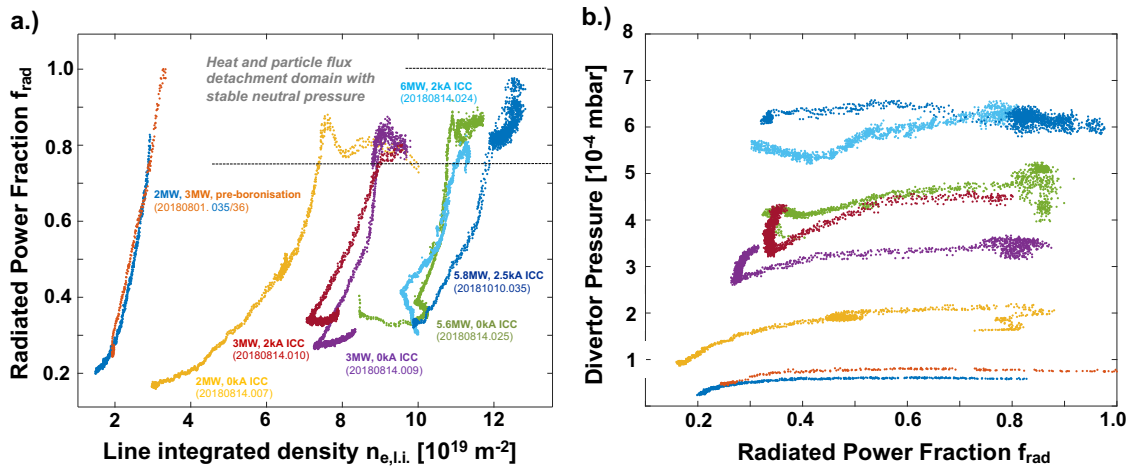 a.)
Radiated Power Fraction f_rad
1.0
0.8
0.6
0.4
0.2
Heat and particle flux
detachment domain with
stable neutral pressure
6MW, 2kA ICC
(20180814.024)
2MW, 3MW, pre-boronisation
(20180801. 035/36)
5.8MW, 2.5kA ICC
(20181010.035)
5.6MW, 0kA ICC
(20180814.025)
3MW, 2kA ICC
(20180814.010)
3MW, 0kA ICC
(20180814.009)
2MW, 0kA ICC
(20180814.007)
2
4
6
8
10
12
Line integrated density n_e,l.i. [10^19 m^-2]
b.)
Divertor Pressure [10^-4 mbar]
8
7
6
5
4
3
2
1
0.2
0.4
0.6
0.8
1.0
Radiated Power Fraction f_rad